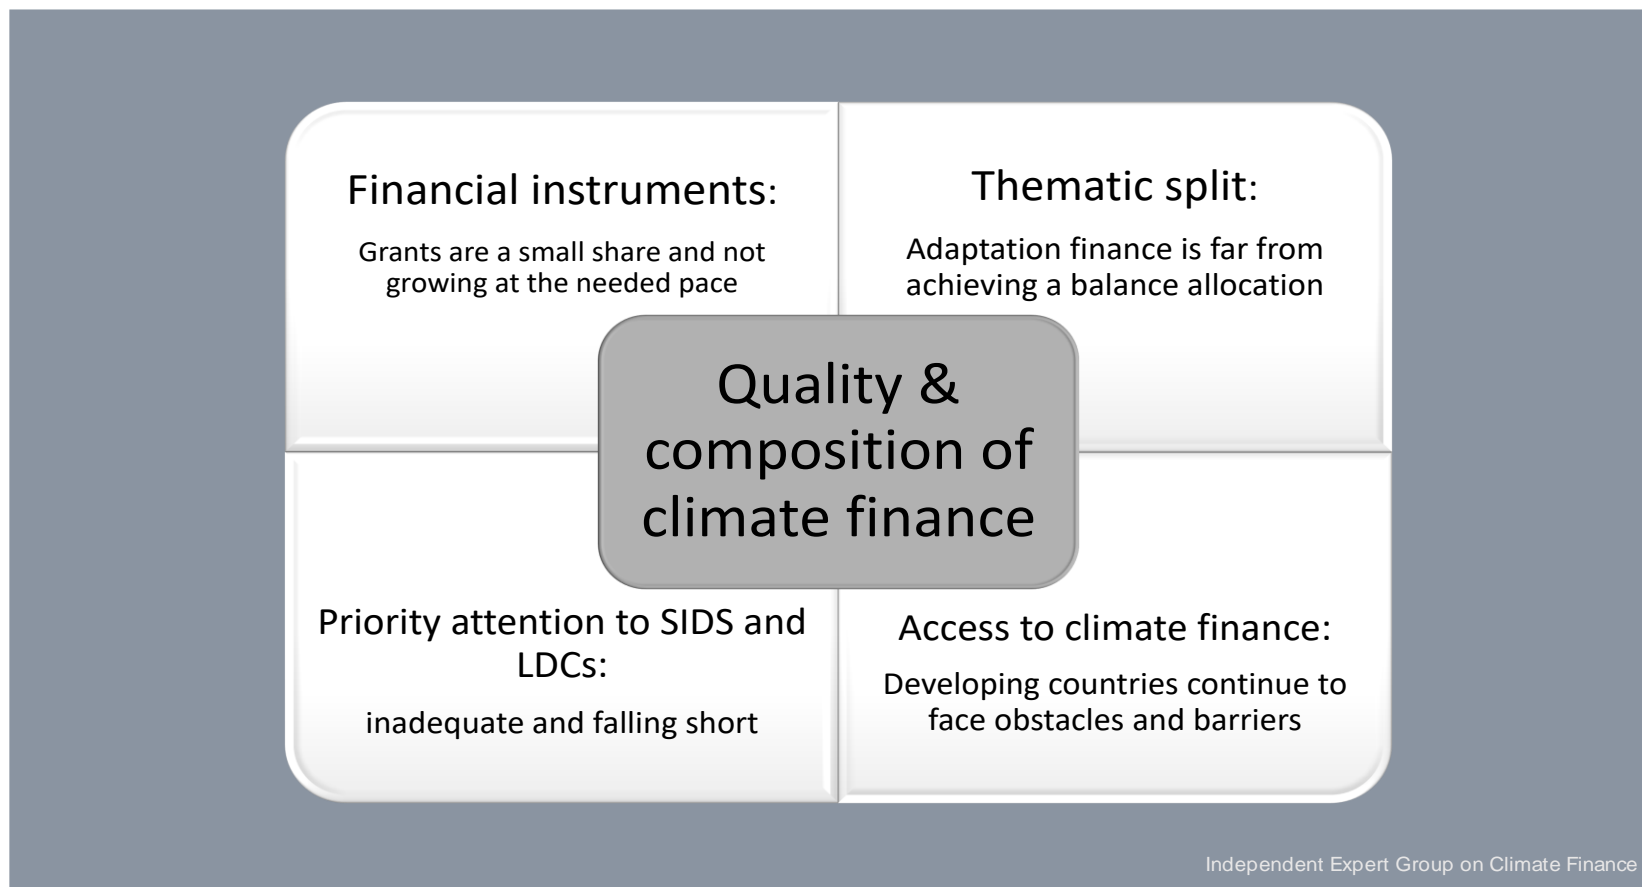 Financial instruments:
Grants are a small share and not
growing at the needed pace
Thematic split:
Adaptation finance is far from
achieving a balance allocation
Quality &
composition of
climate finance
Priority attention to SIDS and
LDCs:
inadequate and falling short
Access to climate finance:
Developing countries continue to
face obstacles and barriers
Independent Expert Group on Climate Finance